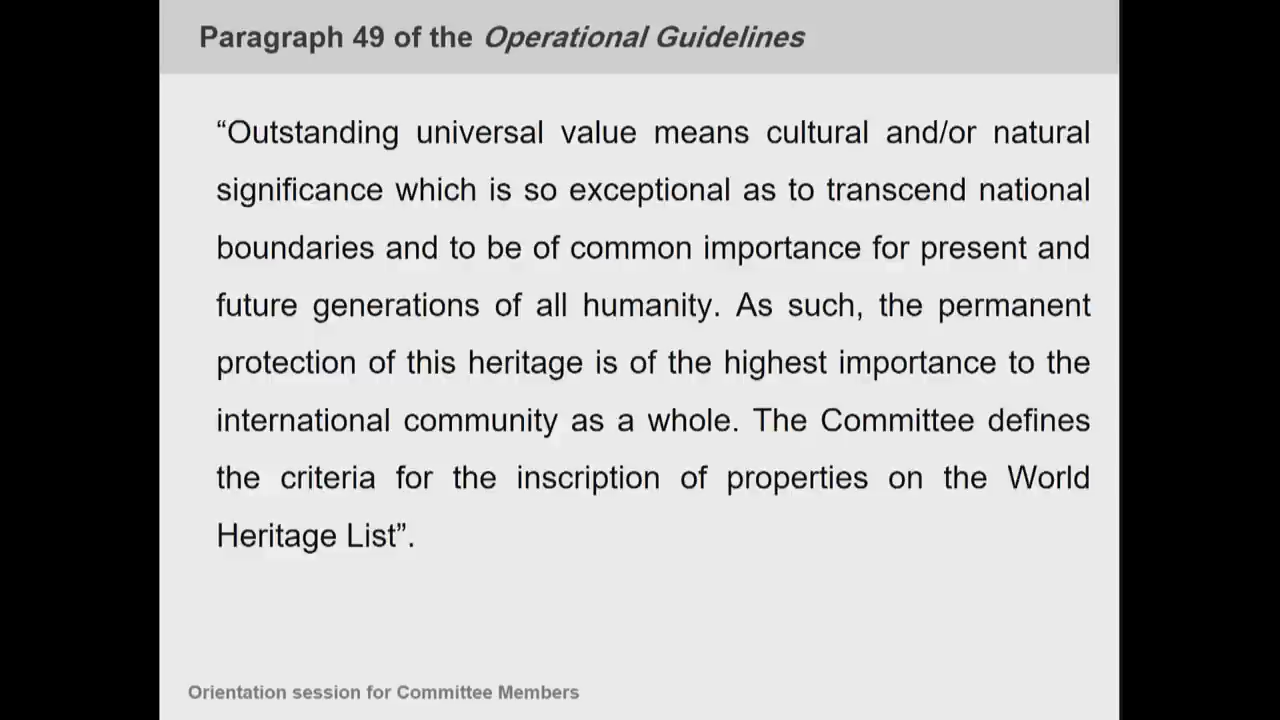 Paragraph 49 of the Operational Guidelines
“Outstanding universal value means cultural and/or natural
significance which is so exceptional as to transcend national
boundaries and to be of common importance for present and
future generations of all humanity. As such, the permanent
protection of this heritage is of the highest importance to the
international community as a whole. The Committee defines
the criteria for the inscription of properties on the World
Heritage List”.
Orientation session for Committee Members